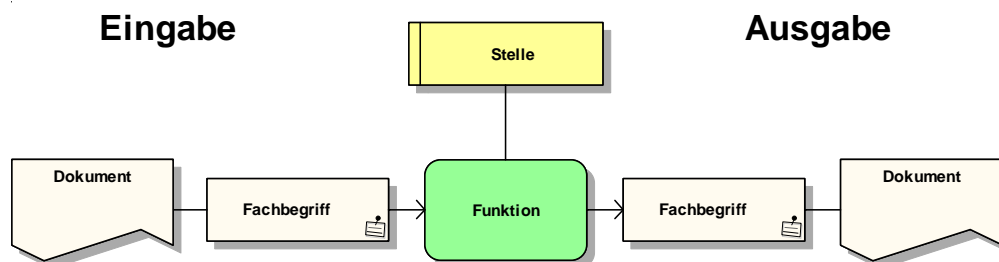 Eingabe
Ausgabe
Stelle
Dokument
Fachbegriff
Funktion
Fachbegriff
Dokument